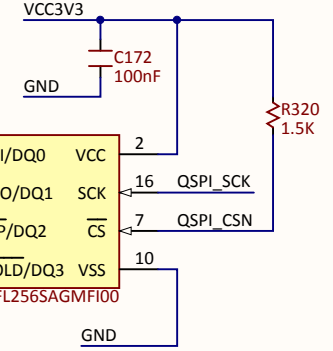 VCC3V3
C172
100nF
GND
R320
1.5K
I/DQ0 VCC 2
O/DQ1 SCK 16 QSPI_SCK
P/DQ2 CS 7 QSPI_CSN
OLD/DQ3 VSS 10
FL256SAGMFI00
GND